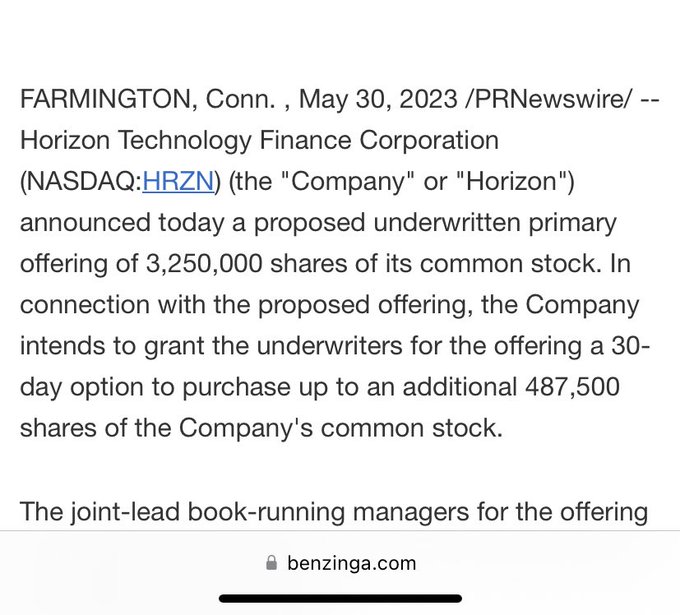 FARMINGTON, Conn. , May 30, 2023 /PRNewswire/ --
Horizon Technology Finance Corporation
(NASDAQ:HRZN) (the "Company" or "Horizon")
announced today a proposed underwritten primary
offering of 3,250,000 shares of its common stock. In
connection with the proposed offering, the Company
intends to grant the underwriters for the offering a 30-
day option to purchase up to an additional 487,500
shares of the Company's common stock.
The joint-lead book-running managers for the offering
benzinga.com